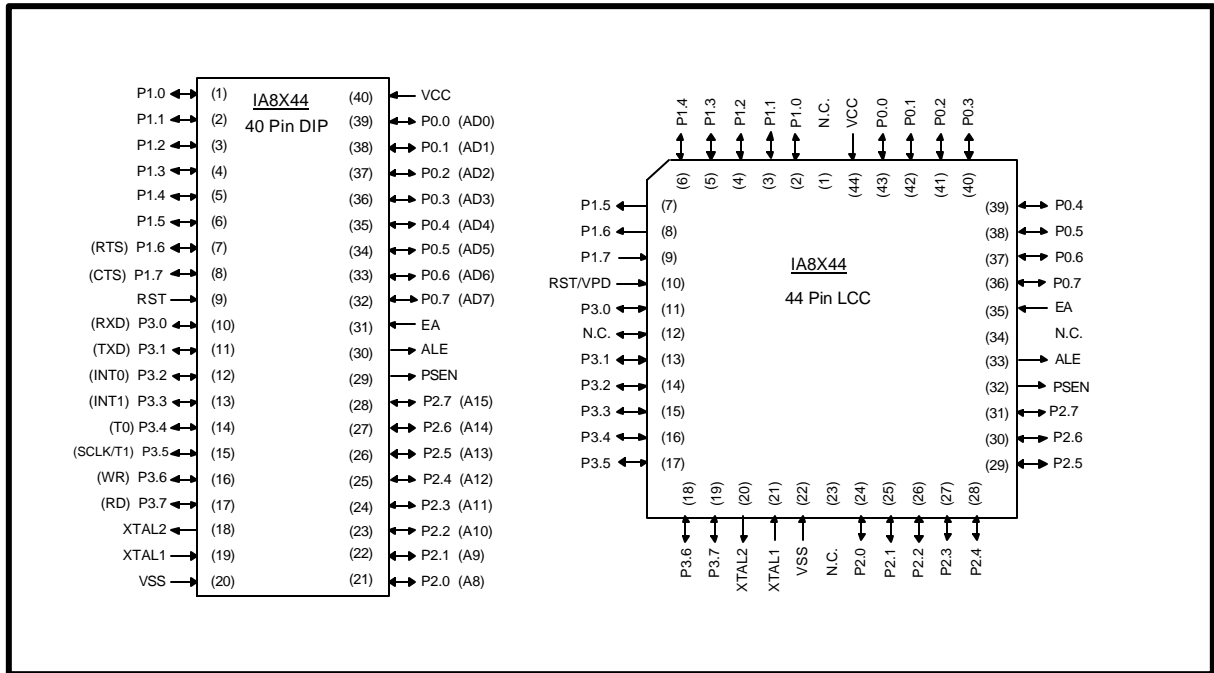 IA8X44
40 Pin DIP
P1.0 (1)
P1.1 (2)
P1.2 (3)
P1.3 (4)
P1.4 (5)
P1.5 (6)
(RTS) P1.6 (7)
(CTS) P1.7 (8)
RST (9)
(RXD) P3.0 (10)
(TXD) P3.1 (11)
(INT0) P3.2 (12)
(INT1) P3.3 (13)
(T0) P3.4 (14)
(SCLK/T1) P3.5 (15)
(WR) P3.6 (16)
(RD) P3.7 (17)
XTAL2 (18)
XTAL1 (19)
VSS (20)
(40) VCC
(39) P0.0 (AD0)
(38) P0.1 (AD1)
(37) P0.2 (AD2)
(36) P0.3 (AD3)
(35) P0.4 (AD4)
(34) P0.5 (AD5)
(33) P0.6 (AD6)
(32) P0.7 (AD7)
(31) EA
(30) ALE
(29) PSEN
(28) P2.7 (A15)
(27) P2.6 (A14)
(26) P2.5 (A13)
(25) P2.4 (A12)
(24) P2.3 (A11)
(23) P2.2 (A10)
(22) P2.1 (A9)
(21) P2.0 (A8)
P1.4 P1.3 P1.2 P1.1 P1.0 N.C. VCC P0.0 P0.1 P0.2 P0.3
(6) (5) (4) (3) (2) (1) (44) (43) (42) (41) (40)
P1.5 (7)
P1.6 (8)
P1.7 (9)
RST/VPD (10)
P3.0 (11)
N.C. (12)
P3.1 (13)
P3.2 (14)
P3.3 (15)
P3.4 (16)
P3.5 (17)
IA8X44
44 Pin LCC
(39) P0.4
(38) P0.5
(37) P0.6
(36) P0.7
(35) EA
(34) N.C.
(33) ALE
(32) PSEN
(31) P2.7
(30) P2.6
(29) P2.5
(18) (19) (20) (21) (22) (23) (24) (25) (26) (27) (28)
P3.6 P3.7 XTAL2 XTAL1 VSS N.C. P2.0 P2.1 P2.2 P2.3 P2.4